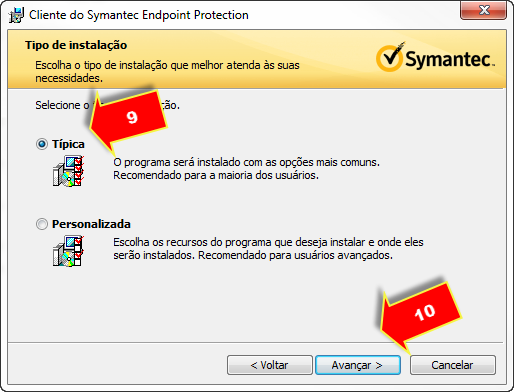 Cliente do Symantec Endpoint Protection
Tipo de instalação
Escolha o tipo de instalação que melhor atenda às suas
necessidades.
Symantec.
Selecione o ção.
9
Típica
O programa será instalado com as opções mais comuns.
Recomendado para a maioria dos usuários.
Personalizada
Escolha os recursos do programa que deseja instalar e onde eles
serão instalados. Recomendado para usuários avançados.
10
< Voltar
Avançar >
Cancelar